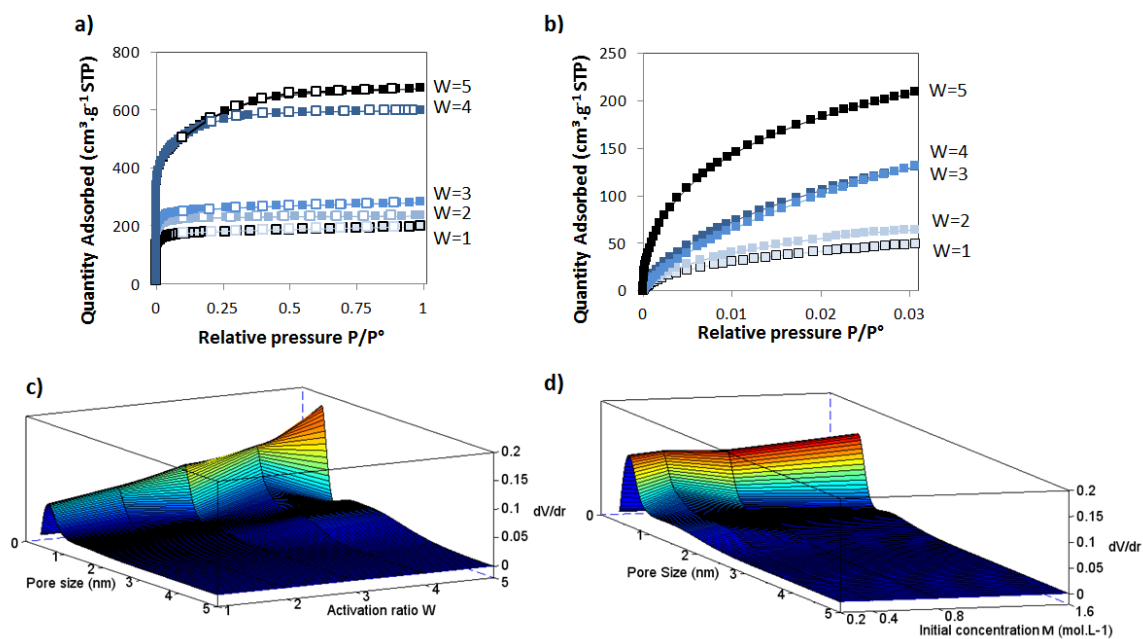 a)
Quantity Adsorbed (cm³·g⁻¹ STP)
800
600
400
200
0
0
0.25
0.5
0.75
1
Relative pressure P/P°
W=5
W=4
W=3
W=2
W=1
b)
Quantity Adsorbed (cm³·g⁻¹ STP)
250
200
150
100
50
0
0
0.01
0.02
0.03
Relative pressure P/P°
W=5
W=4
W=3
W=2
W=1
c)
0.2
0.15
0.1
0.05
0
dV/dr
0
1
2
3
4
5
Pore size (nm)
1
2
3
4
5
Activation ratio W
d)
0.2
0.15
0.1
0.05
0
dV/dr
0
1
2
3
4
5
Pore Size (nm)
0.2
0.4
0.8
1.6
Initial concentration M (mol.L-1)